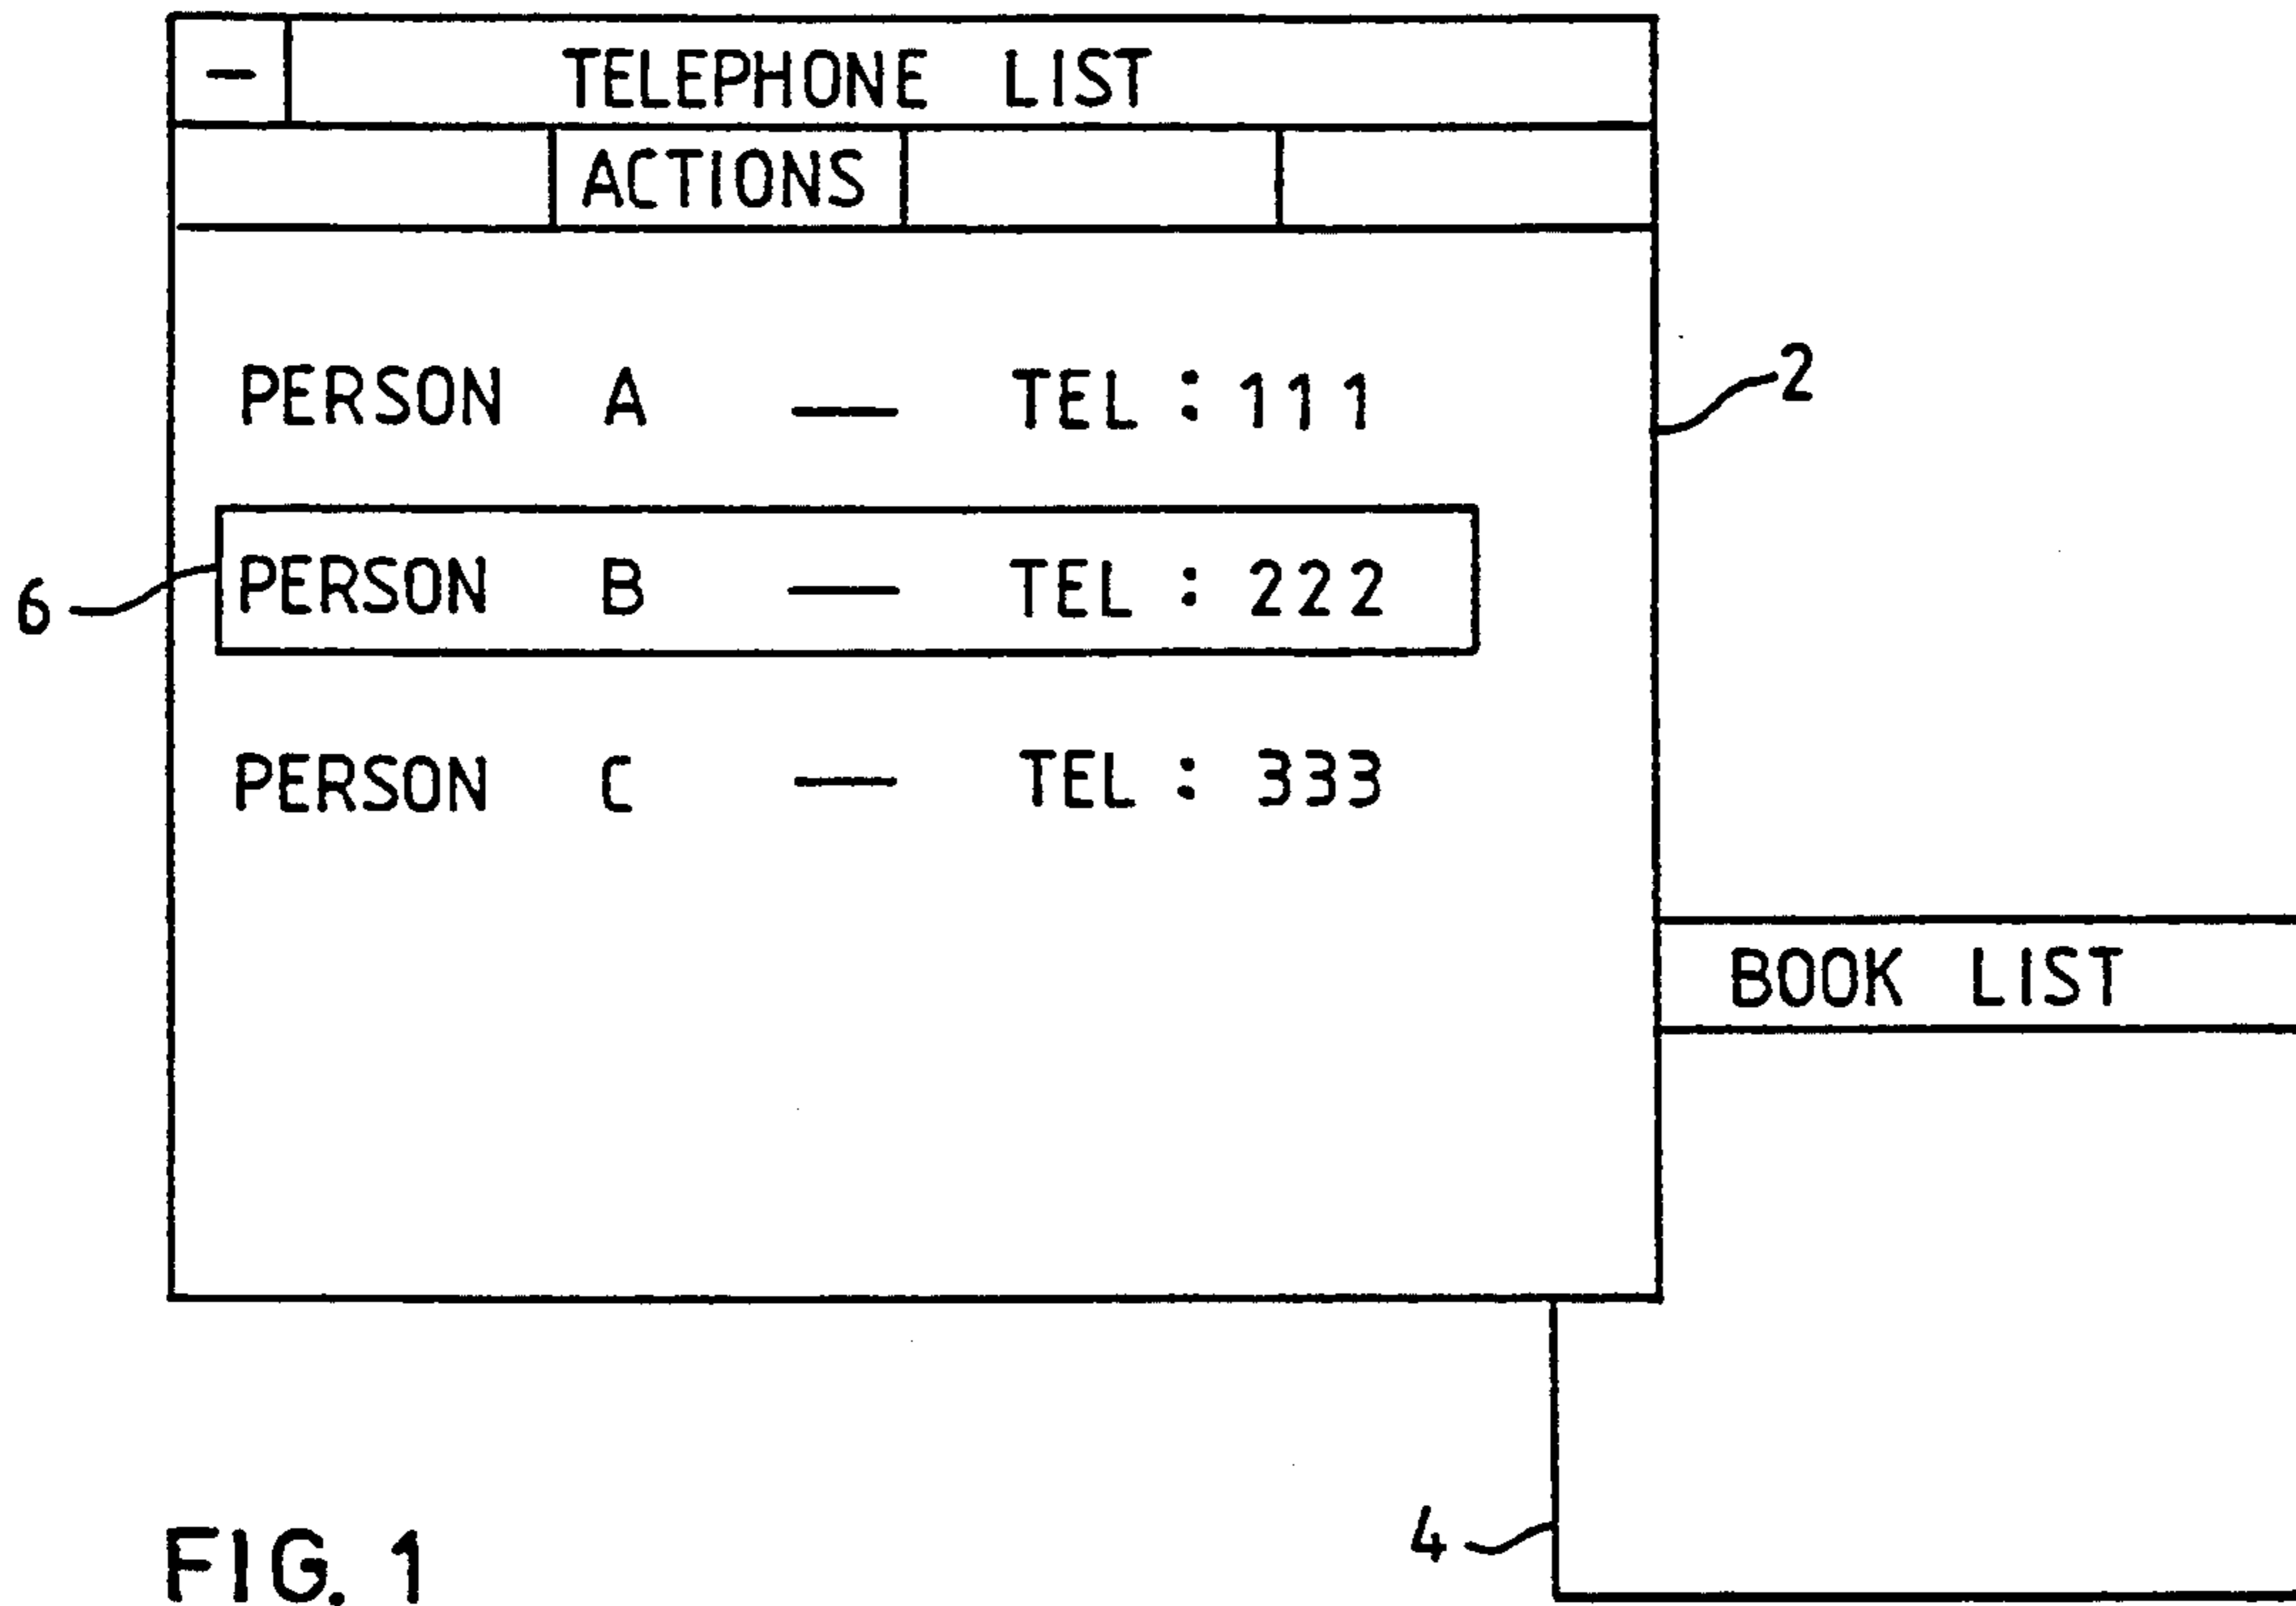 — TELEPHONE LIST
ACTIONS
PERSON A — TEL : 111
2
PERSON B — TEL : 222
6
PERSON C — TEL : 333
BOOK LIST
4
FIG. 1